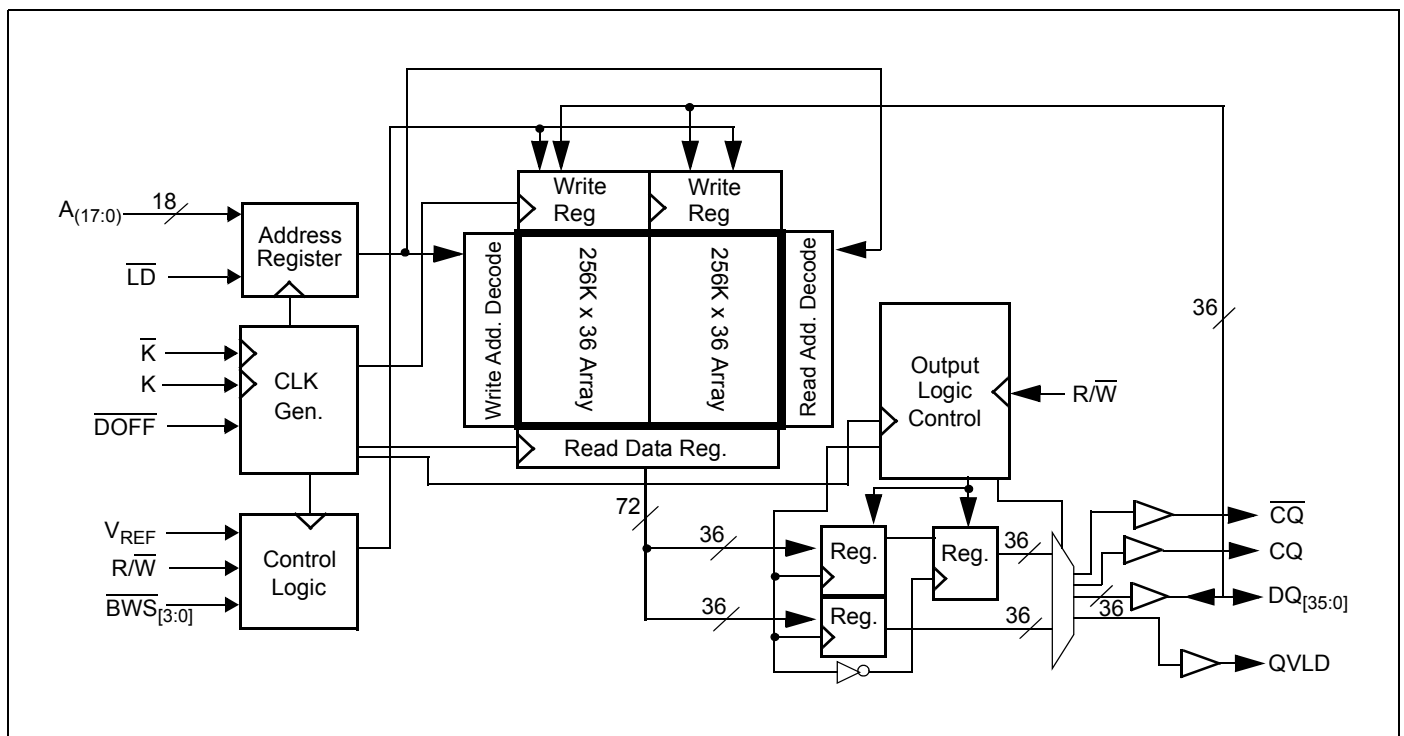 A(17:0)
18
LD
Address
Register
K
K
DOFF
CLK
Gen.
VREF
R/W
BWS[3:0]
Control
Logic
Write
Reg
Write
Reg
Write Add. Decode
256K x 36 Array
256K x 36 Array
Read Add. Decode
Read Data Reg.
72
36
36
Output
Logic
Control
R/W
36
Reg.
Reg.
Reg.
36
36
36
CQ
CQ
DQ[35:0]
QVLD